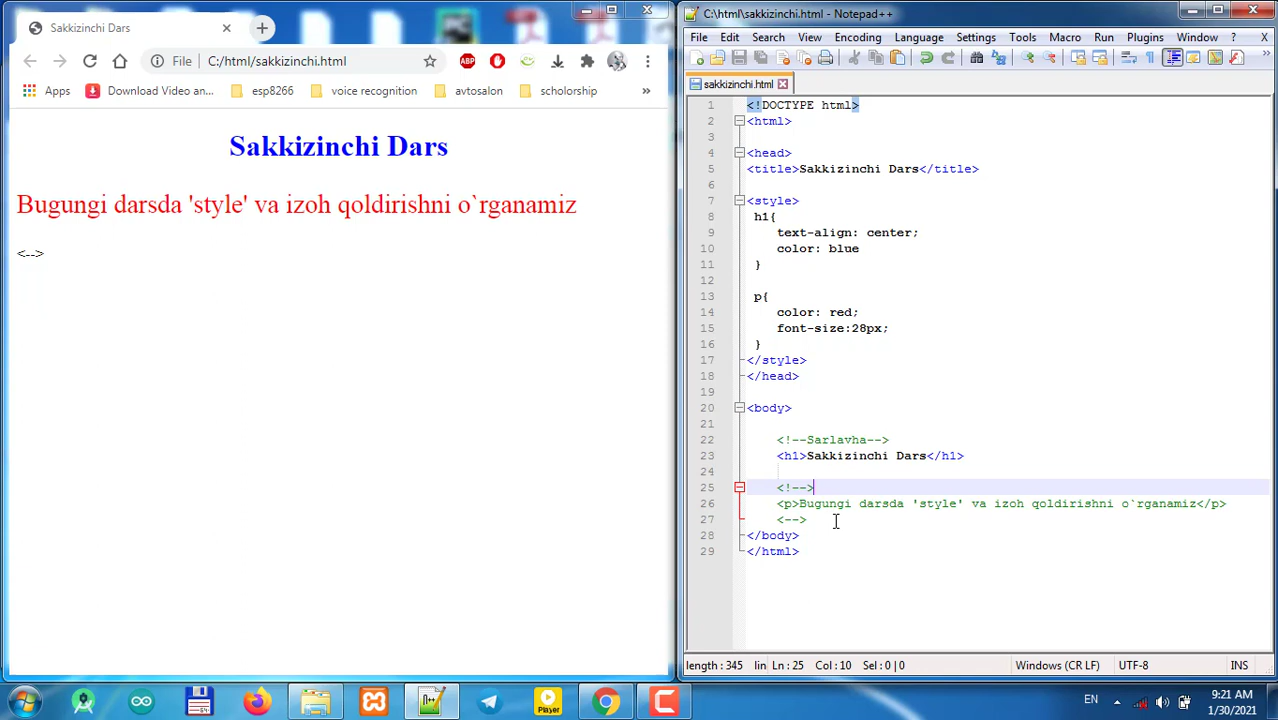 Sakkizinchi Dars
File C:/html/sakkizinchi.html ABP
Apps Download Video an... esp8266 voice recognition avtosalon scholorship »
Sakkizinchi Dars
Bugungi darsda 'style' va izoh qoldirishni o`rganamiz
<-->
C:\html\sakkizinchi.html - Notepad++
File Edit Search View Encoding Language Settings Tools Macro Run Plugins Window ? X
sakkizinchi.html
1 <!DOCTYPE html>
2 <html>
3
4 <head>
5 <title>Sakkizinchi Dars</title>
6
7 <style>
8 h1{
9 text-align: center;
10 color: blue
11 }
12
13 p{
14 color: red;
15 font-size:28px;
16 }
17 </style>
18 </head>
19
20 <body>
21
22 <!--Sarlavha-->
23 <h1>Sakkizinchi Dars</h1>
24
25 <!-->
26 <p>Bugungi darsda 'style' va izoh qoldirishni o`rganamiz</p>
27 <-->
28 </body>
29 </html>
length : 345 lin Ln : 25 Col : 10 Sel : 0 | 0 Windows (CR LF) UTF-8 INS
Player EN 9:21 AM
1/30/2021